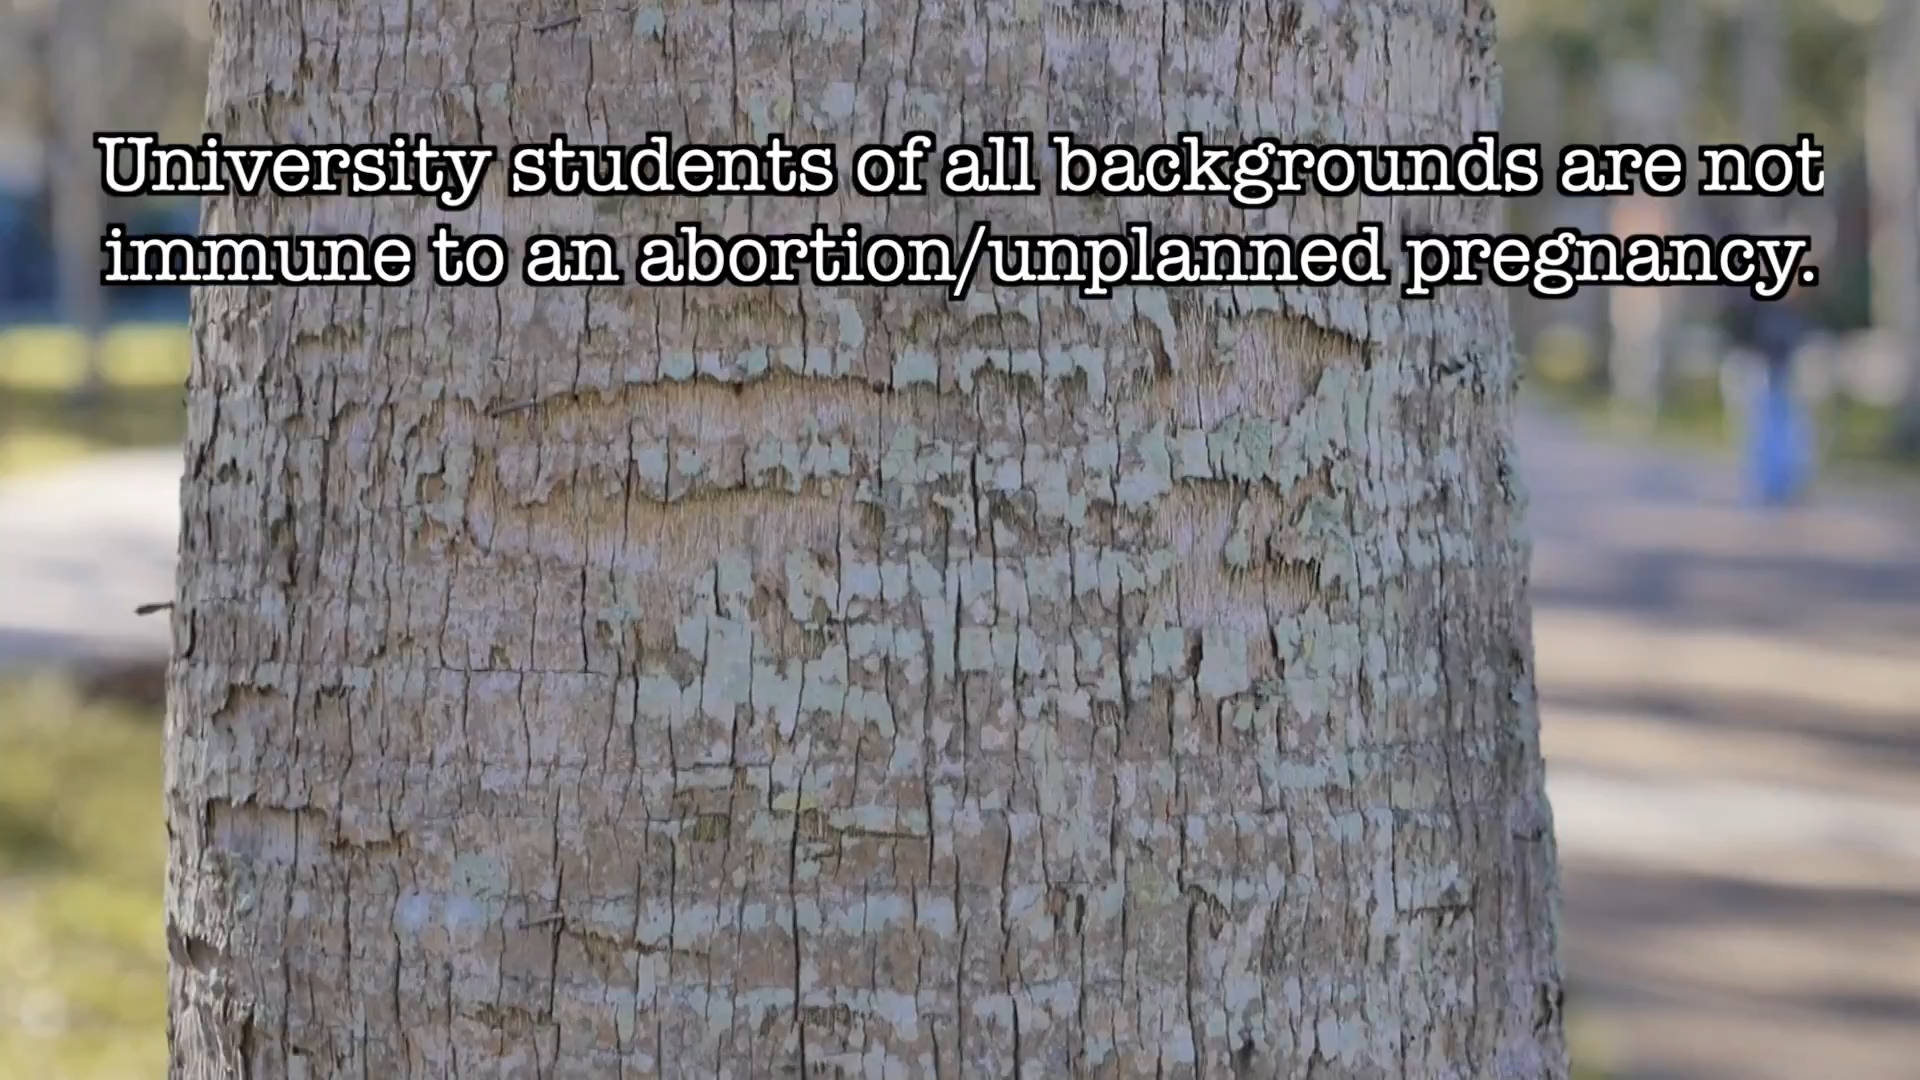 University students of all backgrounds are not
immune to an abortion/unplanned pregnancy.